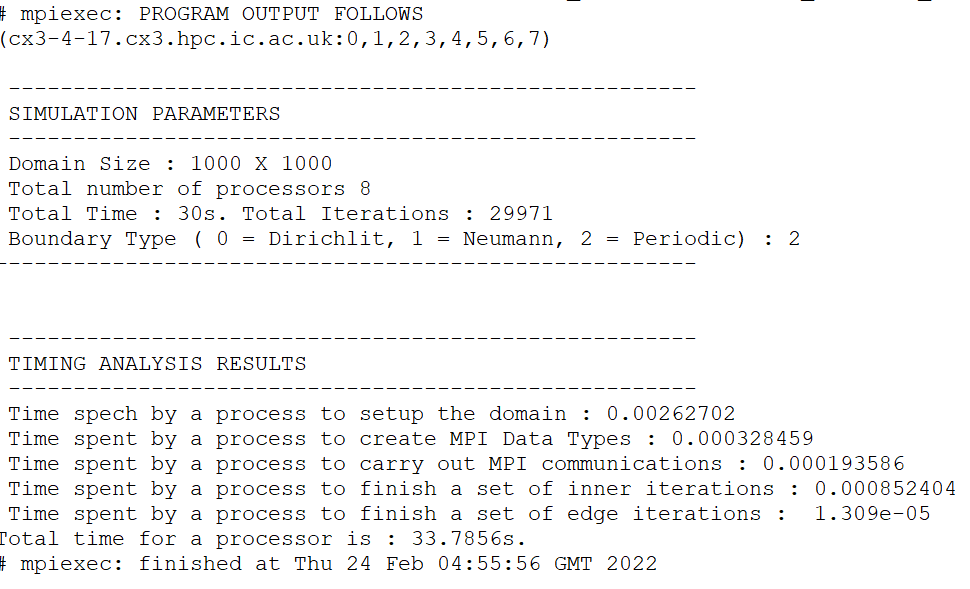 # mpiexec: PROGRAM OUTPUT FOLLOWS
(cx3-4-17.cx3.hpc.ic.ac.uk:0,1,2,3,4,5,6,7)
-----------------------------------------------------
SIMULATION PARAMETERS
-----------------------------------------------------
Domain Size : 1000 X 1000
Total number of processors 8
Total Time : 30s. Total Iterations : 29971
Boundary Type ( 0 = Dirichlit, 1 = Neumann, 2 = Periodic) : 2
-----------------------------------------------------
-----------------------------------------------------
TIMING ANALYSIS RESULTS
-----------------------------------------------------
Time spech by a process to setup the domain : 0.00262702
Time spent by a process to create MPI Data Types : 0.000328459
Time spent by a process to carry out MPI communications : 0.000193586
Time spent by a process to finish a set of inner iterations : 0.000852404
Time spent by a process to finish a set of edge iterations :  1.309e-05
Total time for a processor is : 33.7856s.
# mpiexec: finished at Thu 24 Feb 04:55:56 GMT 2022